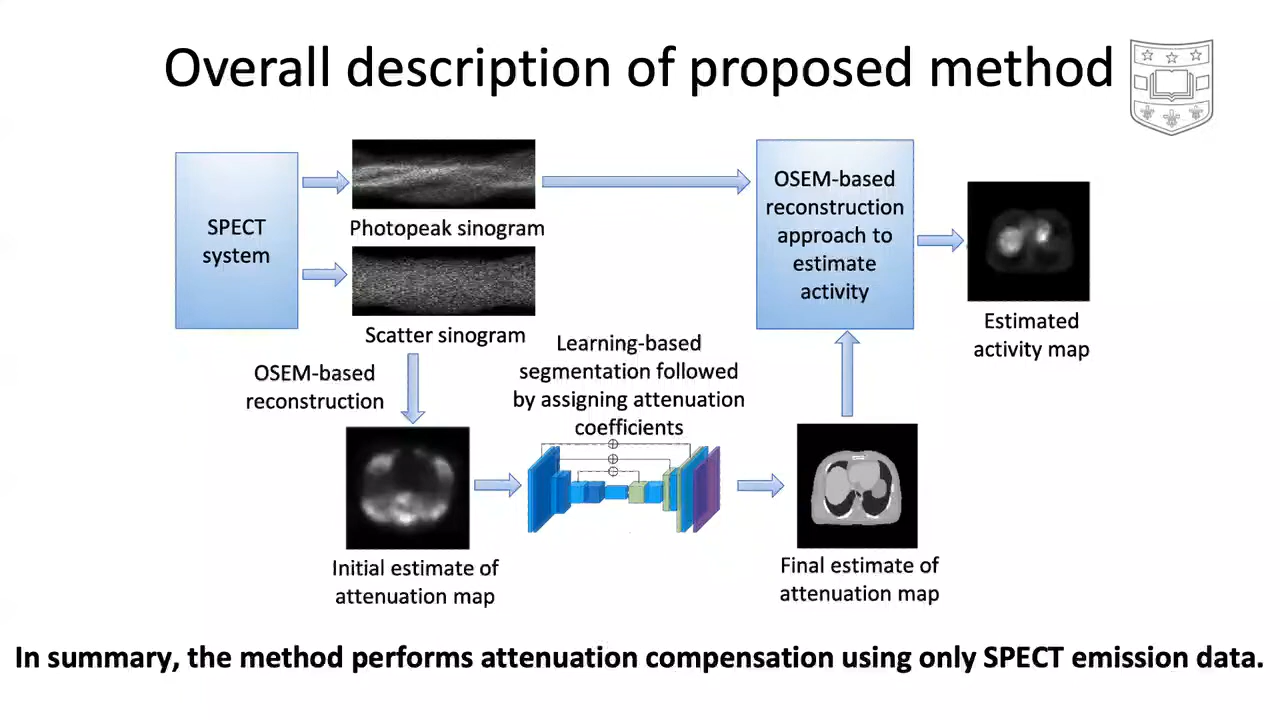 Overall description of proposed method
SPECT
system
Photopeak sinogram
Scatter sinogram
OSEM-based
reconstruction
Initial estimate of
attenuation map
Learning-based
segmentation followed
by assigning attenuation
coefficients
Final estimate of
attenuation map
OSEM-based
reconstruction
approach to
estimate
activity
Estimated
activity map
In summary, the method performs attenuation compensation using only SPECT emission data.